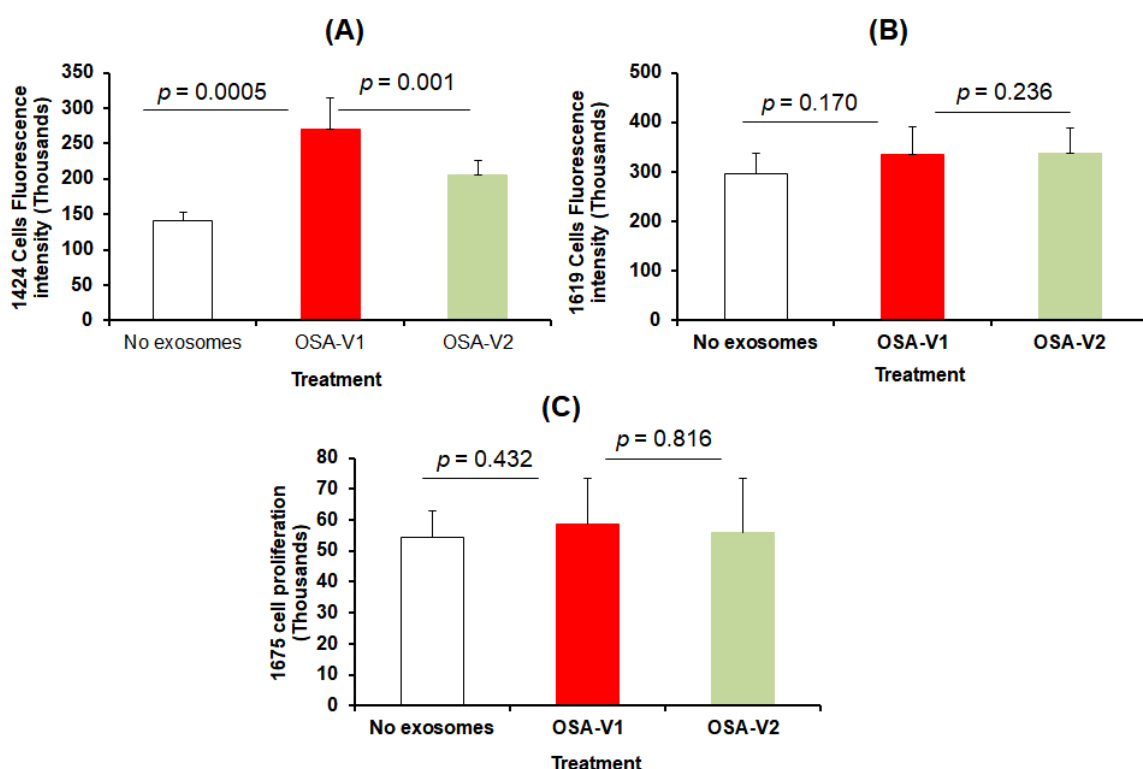 (A)
1424 Cells Fluorescence
intensity (Thousands)
350
300
250
200
150
100
50
0
p = 0.0005
p = 0.001
No exosomes
OSA-V1
OSA-V2
Treatment
(B)
1619 Cells Fluorescence
intensity (Thousands)
500
400
300
200
100
0
p = 0.170
p = 0.236
No exosomes
OSA-V1
OSA-V2
Treatment
(C)
1675 cell proliferation
(Thousands)
80
70
60
50
40
30
20
10
0
p = 0.432
p = 0.816
No exosomes
OSA-V1
OSA-V2
Treatment